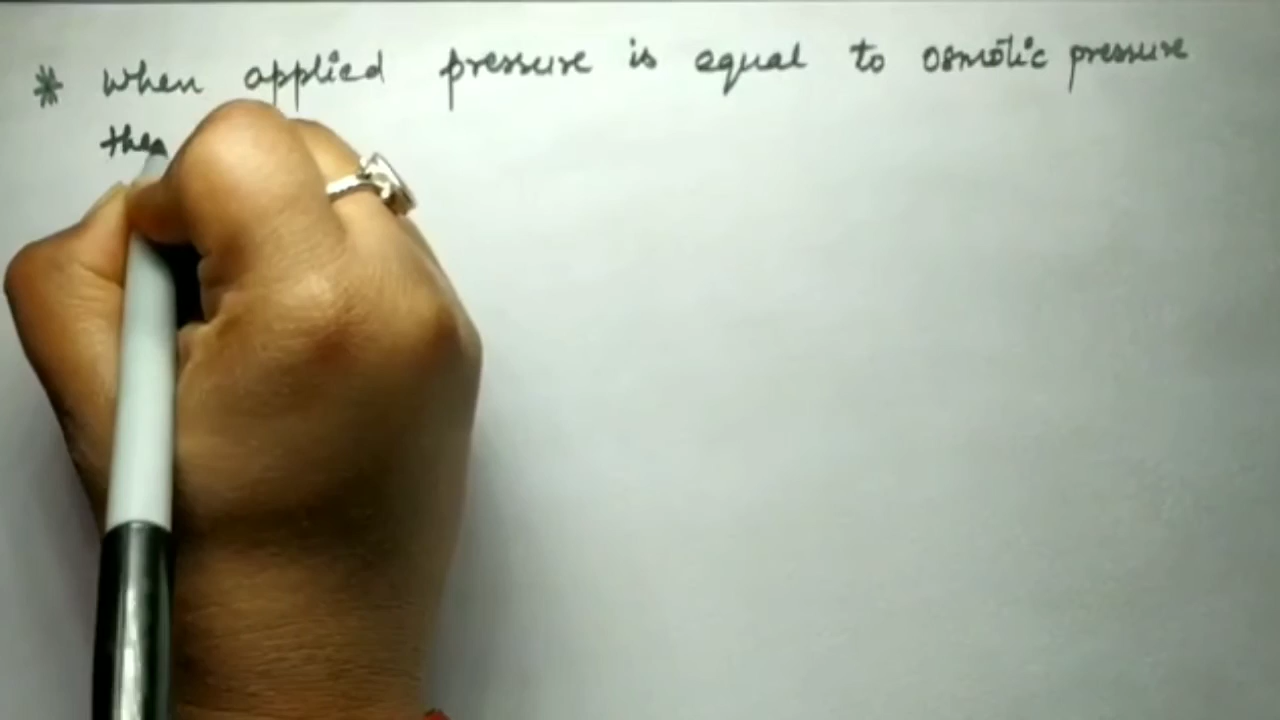 * When applied pressure is equal to osmotic pressure
then